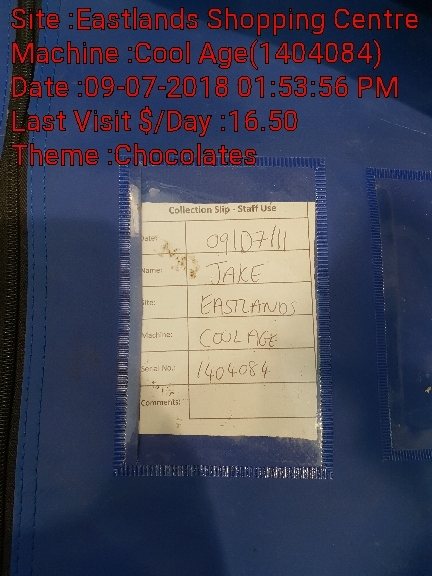 Site :Eastlands Shopping Centre
Machine :Cool Age(1404084)
Date :09-07-2018 01:53:56 PM
Last Visit $/Day :16.50
Theme :Chocolates
Collection Slip - Staff Use
Date: 09/07/11
Name: JAKE
Site: EASTLANDS
Machine: COOL AGE
Serial No.: 1404084
Comments: